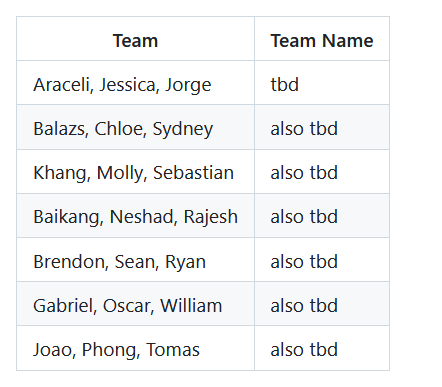 Team Team Name
Araceli, Jessica, Jorge tbd
Balazs, Chloe, Sydney also tbd
Khang, Molly, Sebastian also tbd
Baikang, Neshad, Rajesh also tbd
Brendon, Sean, Ryan also tbd
Gabriel, Oscar, William also tbd
Joao, Phong, Tomas also tbd